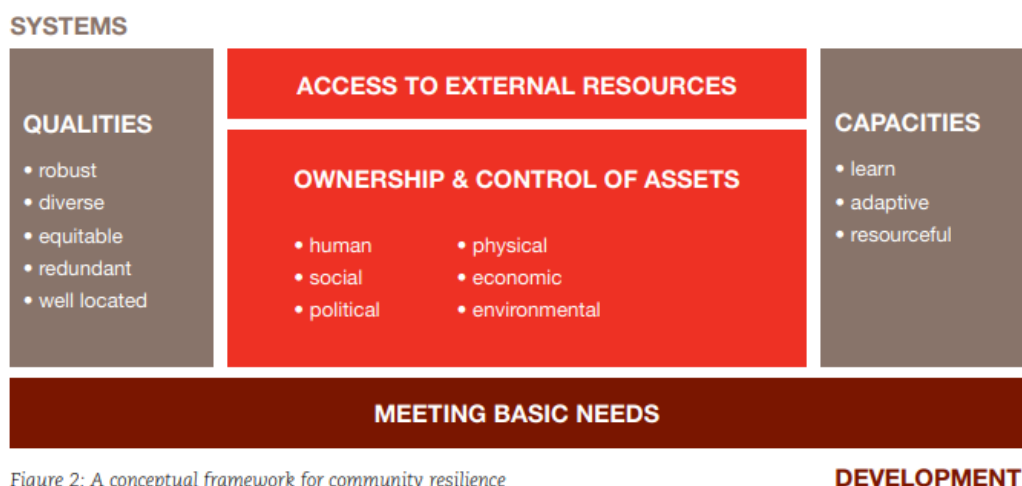 SYSTEMS
QUALITIES
• robust
• diverse
• equitable
• redundant
• well located
ACCESS TO EXTERNAL RESOURCES
OWNERSHIP & CONTROL OF ASSETS
• human
• social
• political
• physical
• economic
• environmental
CAPACITIES
• learn
• adaptive
• resourceful
MEETING BASIC NEEDS
Figure 2: A conceptual framework for community resilience
DEVELOPMENT